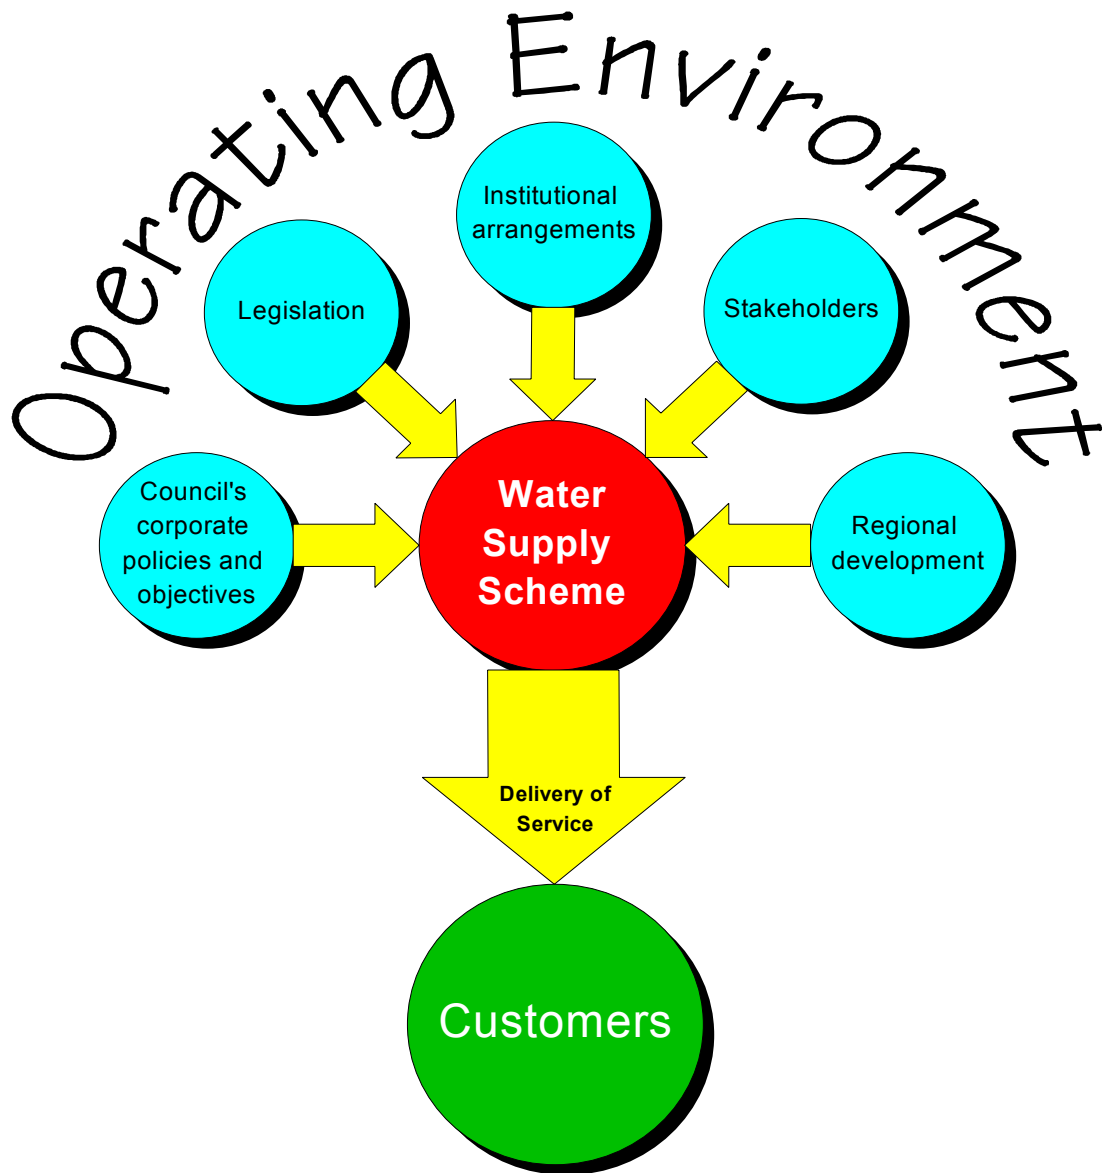 Operating Environment
Institutional
arrangements
Legislation
Stakeholders
Council's
corporate
policies and
objectives
Water
Supply
Scheme
Regional
development
Delivery of
Service
Customers